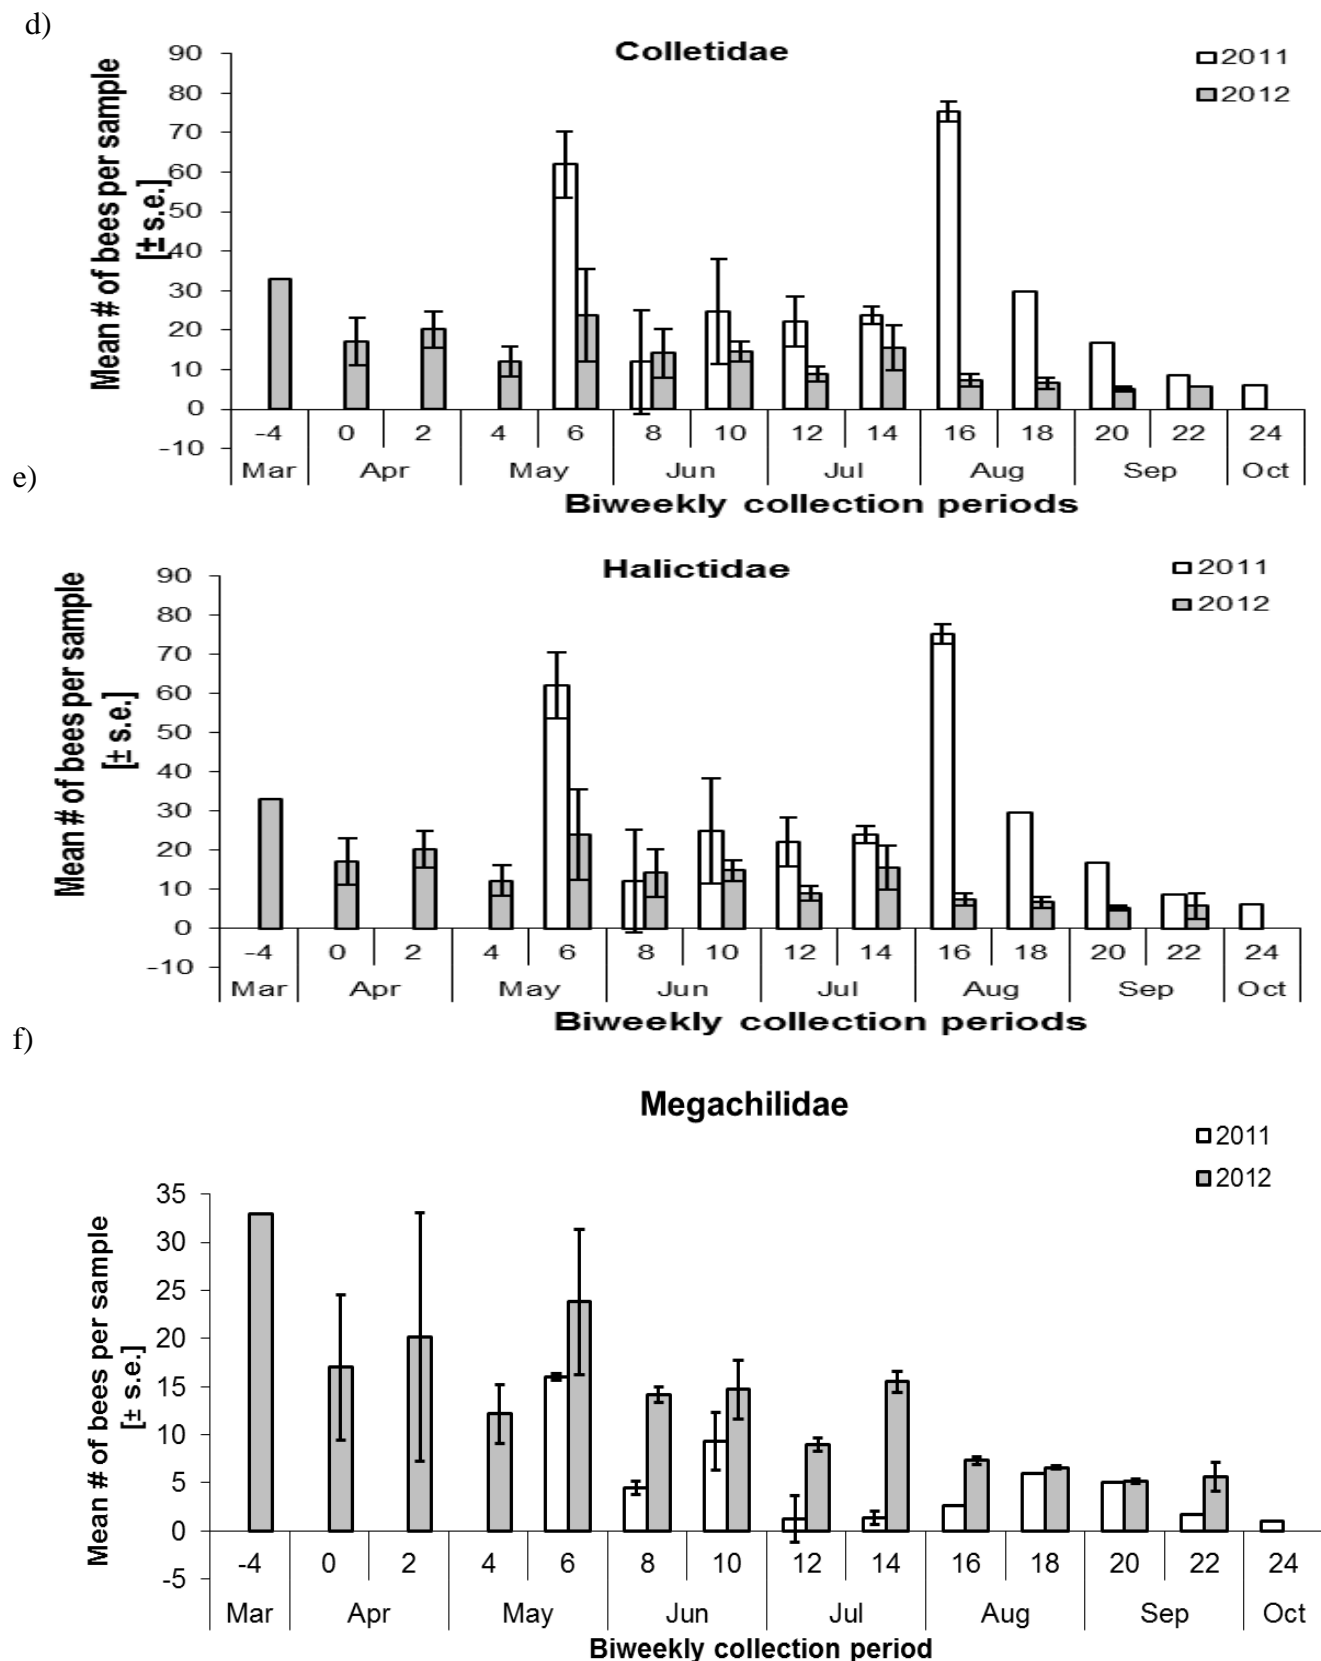 d)
Colletidae
2011
2012
Mean # of bees per sample
[± s.e.]
90
80
70
60
50
40
30
20
10
0
-10
-4 0 2 4 6 8 10 12 14 16 18 20 22 24
Mar Apr May Jun Jul Aug Sep Oct
Biweekly collection periods
e)
Halictidae
2011
2012
Mean # of bees per sample
[± s.e.]
90
80
70
60
50
40
30
20
10
0
-10
-4 0 2 4 6 8 10 12 14 16 18 20 22 24
Mar Apr May Jun Jul Aug Sep Oct
Biweekly collection periods
f)
Megachilidae
2011
2012
Mean # of bees per sample
[± s.e.]
35
30
25
20
15
10
5
0
-5
-4 0 2 4 6 8 10 12 14 16 18 20 22 24
Mar Apr May Jun Jul Aug Sep Oct
Biweekly collection period